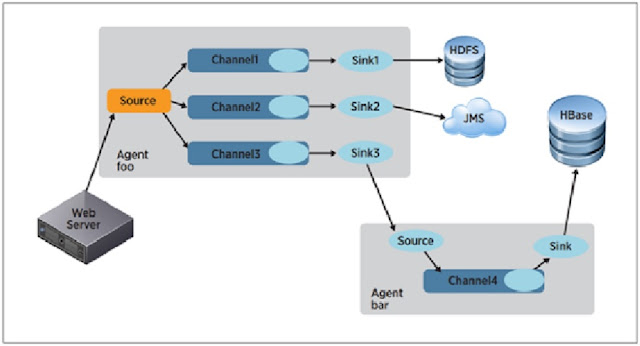 Channel1
Sink1
HDFS
Source
Channel2
Sink2
JMS
HBase
Channel3
Sink3
Agent
foo
Web
Server
Source
Sink
Channel4
Agent
bar